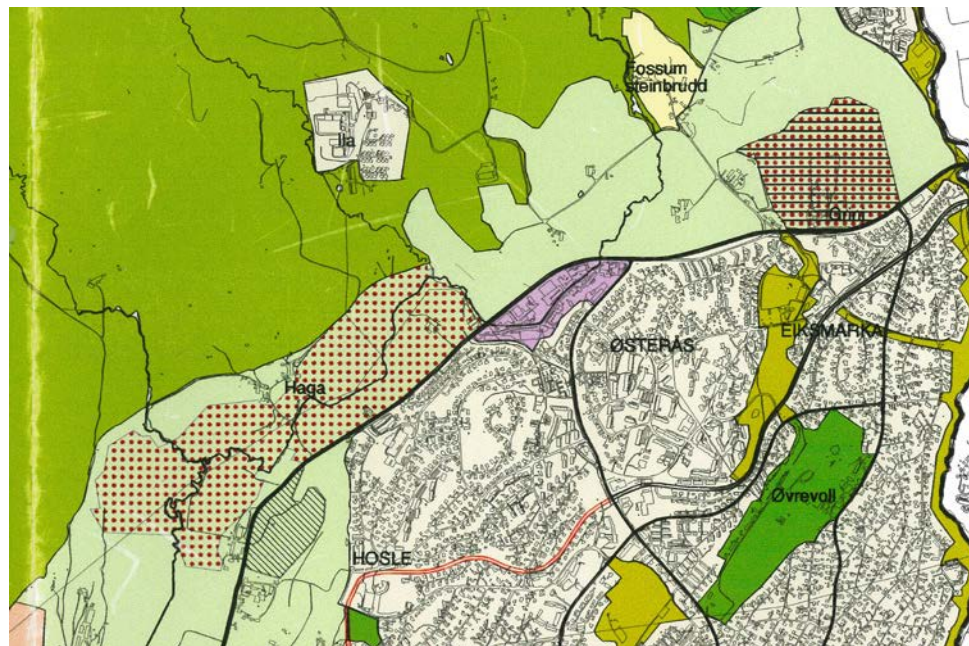 Fossum
steinbrudd
Ila
Grini
EIKSMARKA
ØSTERÅS
Haga
Øvrevoll
HOSLE